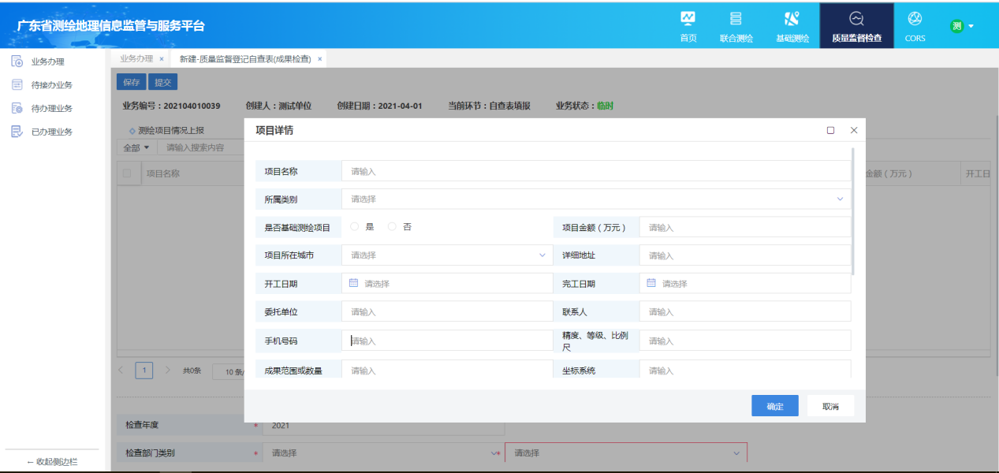 广东省测绘地理信息监管与服务平台
首页
联合测绘
基础测绘
质量监督检查
CORS
测
业务办理
待接办业务
待办理业务
已办理业务
← 收起侧边栏
业务办理 ×
新建-质量监督登记自查表(成果检查) ×
保存
提交
业务编号：202104010039
创建人：测试单位
创建日期：2021-04-01
当前环节：自查表填报
业务状态：临时
测绘项目情况上报
全部
请输入搜索内容
项目名称
金额（万元）
开工日
项目详情
项目名称
请输入
所属类别
请选择
是否基础测绘项目
是
否
项目金额（万元）
请输入
项目所在城市
请选择
详细地址
请输入
开工日期
请选择
完工日期
请选择
委托单位
请输入
联系人
请输入
手机号码
请输入
精度、等级、比例
尺
请输入
成果范围或数量
请输入
坐标系统
请输入
确定
取消
1
共0条
10 条/
检查年度
*
2021
检查部门类别
*
请选择
*
请选择